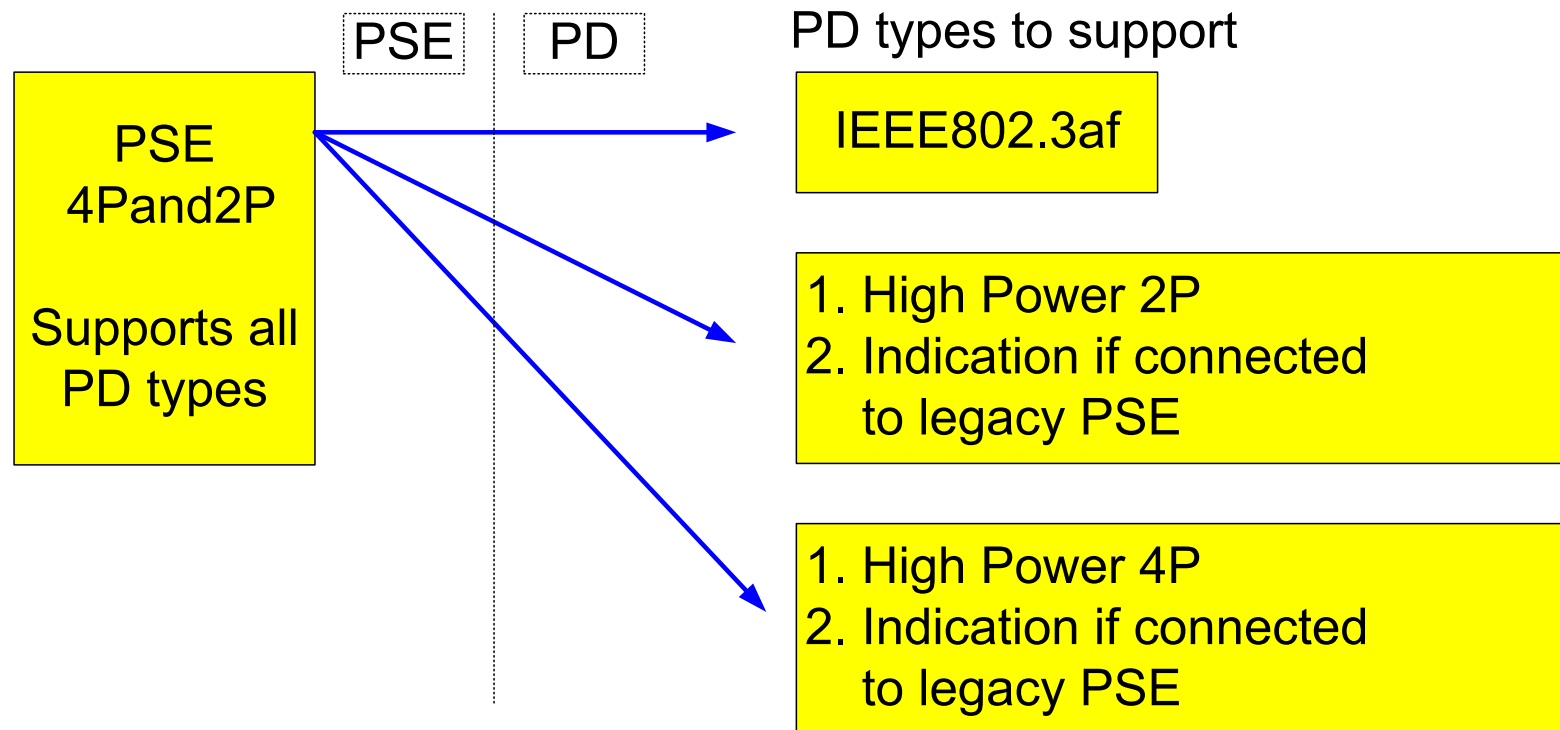 PSE
PD
PD types to support
PSE
4Pand2P
Supports all
PD types
IEEE802.3af
1. High Power 2P
2. Indication if connected
to legacy PSE
1. High Power 4P
2. Indication if connected
to legacy PSE